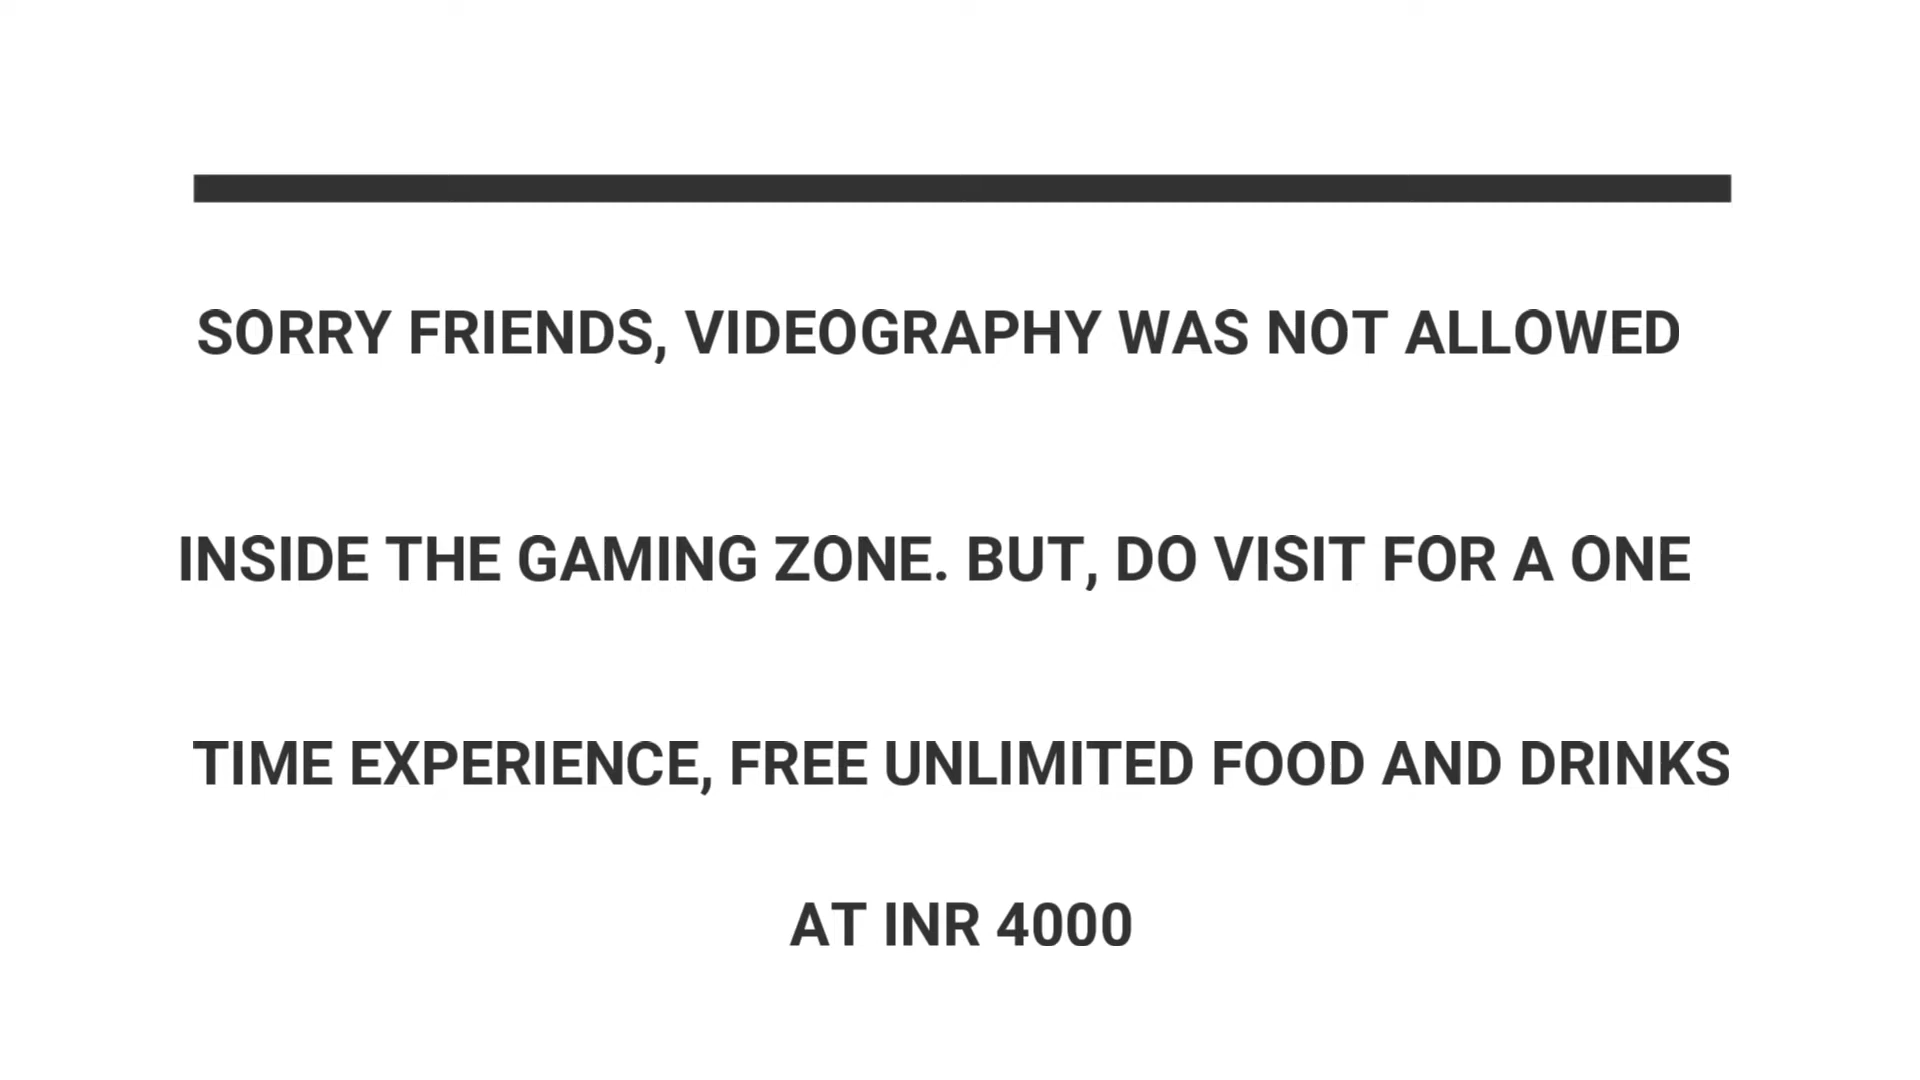 SORRY FRIENDS, VIDEOGRAPHY WAS NOT ALLOWED
INSIDE THE GAMING ZONE. BUT, DO VISIT FOR A ONE
TIME EXPERIENCE, FREE UNLIMITED FOOD AND DRINKS
AT INR 4000